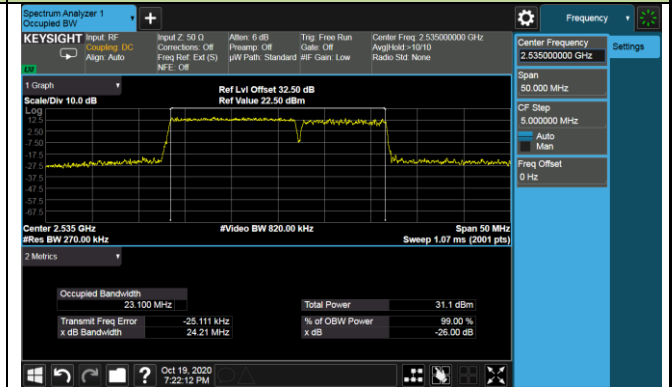 Spectrum Analyzer 1
Occupied BW
Frequency
KEYSIGHT Input: RF
Coupling: DC
Align: Auto
Input Z: 50 Ω
Corrections: Off
Freq Ref: Ext (S)
NFE: Off
Atten: 6 dB
Preamp: Off
µW Path: Standard
Trig: Free Run
Gate: Off
#IF Gain: Low
Center Freq: 2.535000000 GHz
Avg|Hold:>10/10
Radio Std: None
Center Frequency
2.535000000 GHz
Settings
Span
50.000 MHz
CF Step
5.000000 MHz
Auto
Man
Freq Offset
0 Hz
1 Graph
Scale/Div 10.0 dB
Ref Lvl Offset 32.50 dB
Ref Value 22.50 dBm
Log
12.5
2.50
-7.50
-17.5
-27.5
-37.5
-47.5
-57.5
-67.5
Center 2.535 GHz
#Res BW 270.00 kHz
#Video BW 820.00 kHz
Span 50 MHz
Sweep 1.07 ms (2001 pts)
2 Metrics
Occupied Bandwidth
23.100 MHz
Total Power 31.1 dBm
Transmit Freq Error -25.111 kHz
% of OBW Power 99.00 %
x dB Bandwidth 24.21 MHz
x dB -26.00 dB
Oct 19, 2020
7:22:12 PM